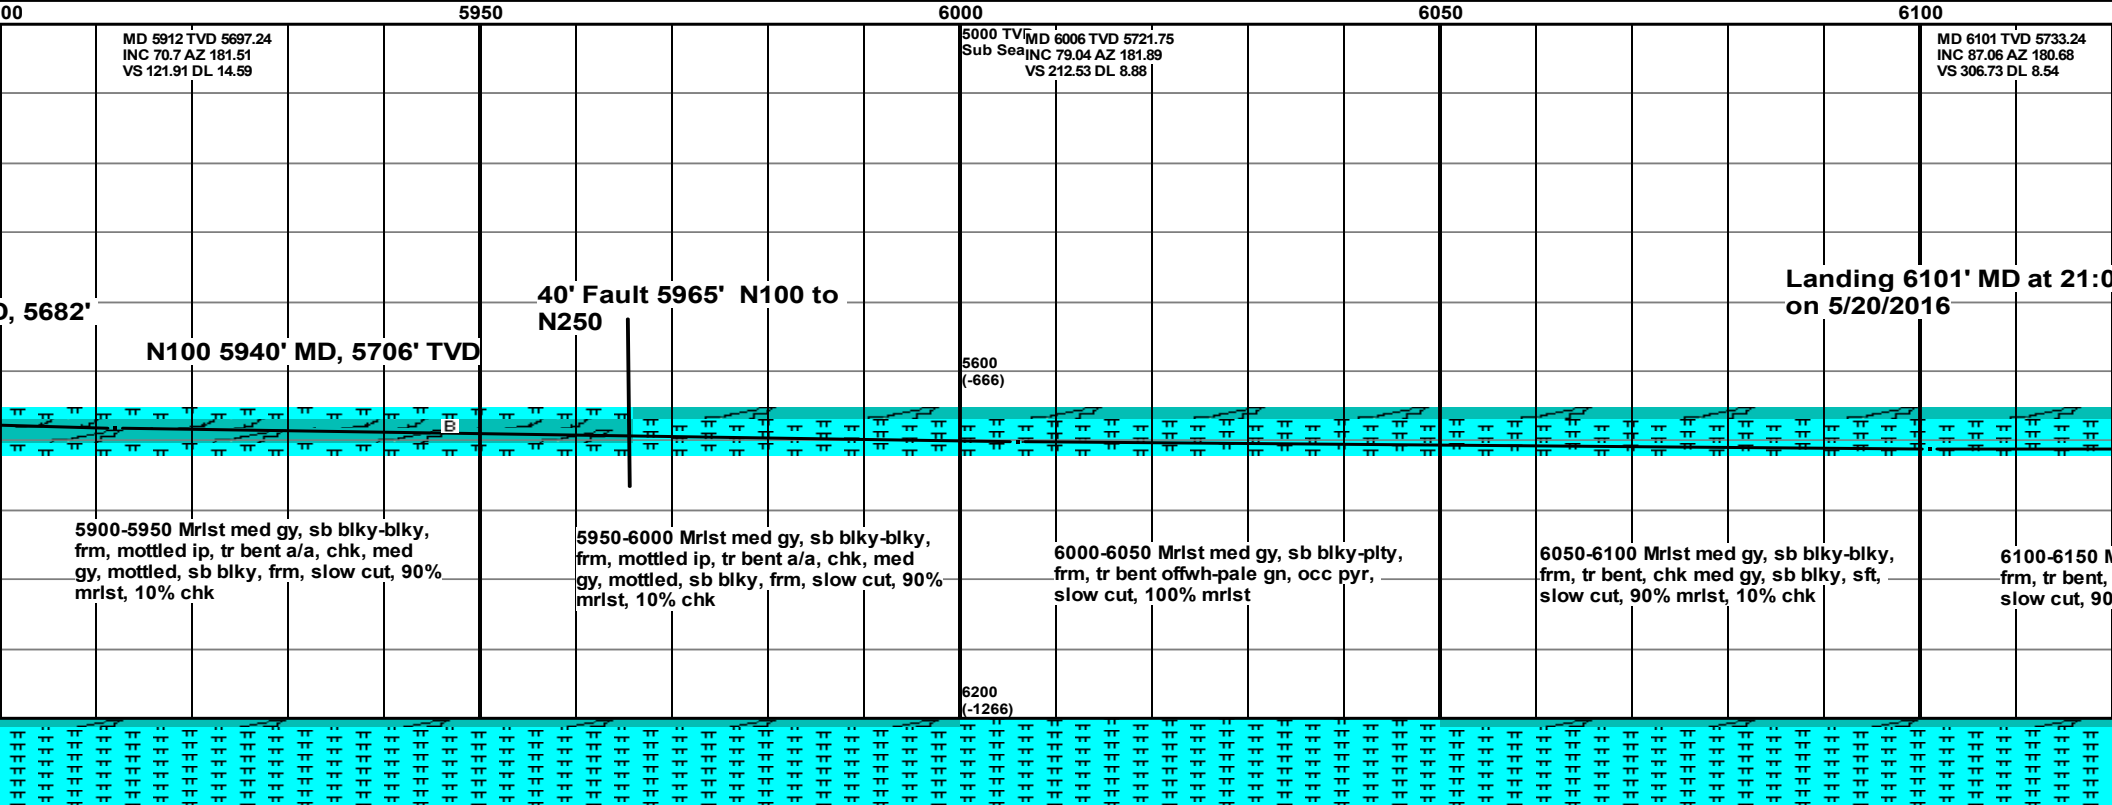 00 5950 6000 6050 6100
MD 5912 TVD 5697.24
INC 70.7 AZ 181.51
VS 121.91 DL 14.59
5000 TVD
Sub Sea
MD 6006 TVD 5721.75
INC 79.04 AZ 181.89
VS 212.53 DL 8.88
MD 6101 TVD 5733.24
INC 87.06 AZ 180.68
VS 306.73 DL 8.54
, 5682'
N100 5940' MD, 5706' TVD
40' Fault 5965' N100 to
N250
Landing 6101' MD at 21:0
on 5/20/2016
5600
(-666)
B
5900-5950 Mrlst med gy, sb blky-blky,
frm, mottled ip, tr bent a/a, chk, med
gy, mottled, sb blky, frm, slow cut, 90%
mrlst, 10% chk
5950-6000 Mrlst med gy, sb blky-blky,
frm, mottled ip, tr bent a/a, chk, med
gy, mottled, sb blky, frm, slow cut, 90%
mrlst, 10% chk
6000-6050 Mrlst med gy, sb blky-plty,
frm, tr bent offwh-pale gn, occ pyr,
slow cut, 100% mrlst
6050-6100 Mrlst med gy, sb blky-blky,
frm, tr bent, chk med gy, sb blky, sft,
slow cut, 90% mrlst, 10% chk
6100-6150 M
frm, tr bent,
slow cut, 90
6200
(-1266)